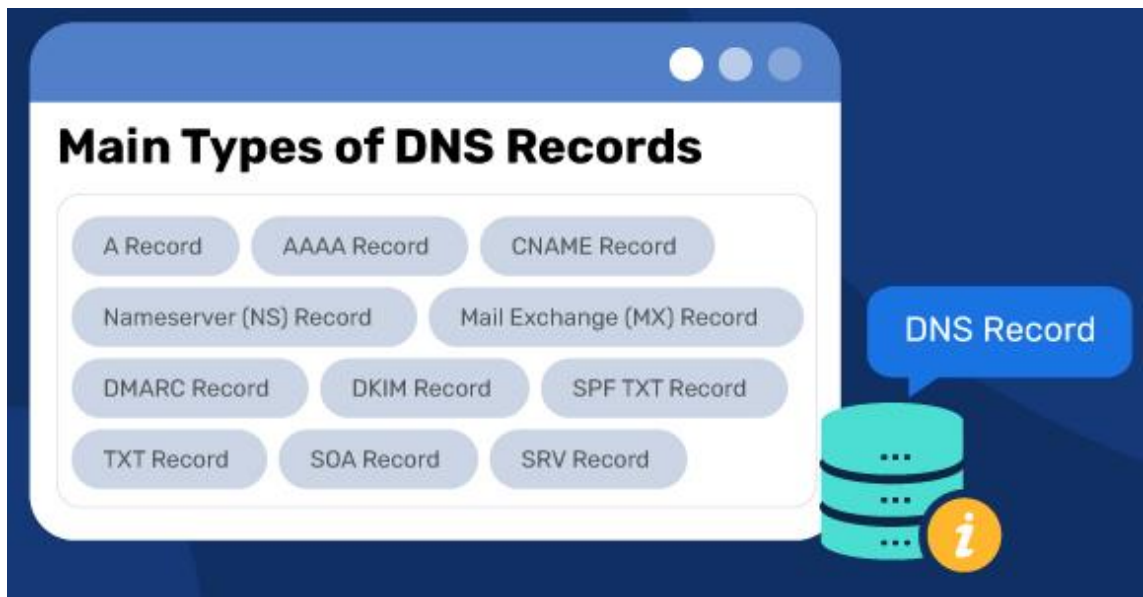 Main Types of DNS Records
A Record
AAAA Record
CNAME Record
Nameserver (NS) Record
Mail Exchange (MX) Record
DMARC Record
DKIM Record
SPF TXT Record
TXT Record
SOA Record
SRV Record
DNS Record
i